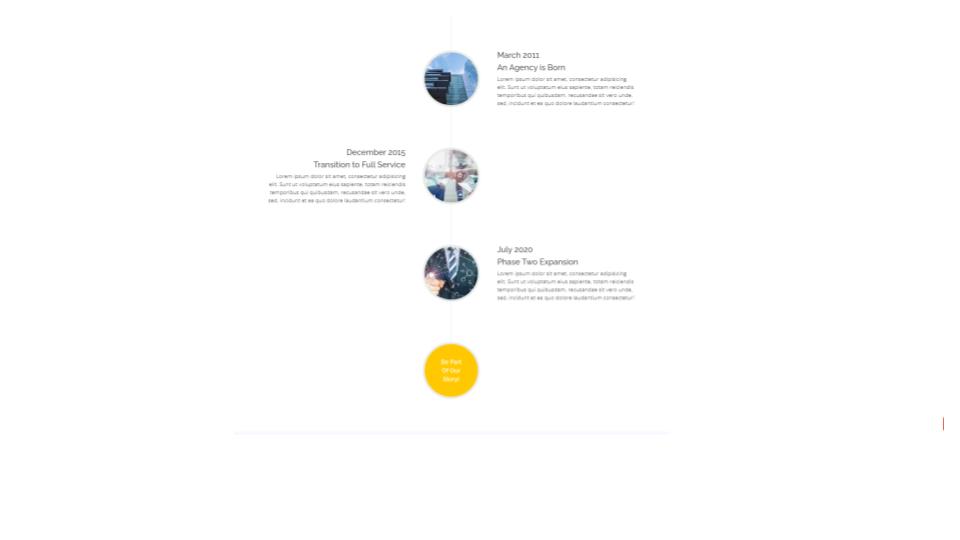 March 2011
An Agency is Born
Lorem ipsum dolor sit amet, consectetur adipisicing
elit. Sunt ut voluptatum eius sapiente, totam reiciendis
temporibus qui quibusdam, recusandae sit vero unde,
sed, incidunt et ea quo dolore laudantium consectetur!
December 2015
Transition to Full Service
Lorem ipsum dolor sit amet, consectetur adipisicing
elit. Sunt ut voluptatum eius sapiente, totam reiciendis
temporibus qui quibusdam, recusandae sit vero unde,
sed, incidunt et ea quo dolore laudantium consectetur!
July 2020
Phase Two Expansion
Lorem ipsum dolor sit amet, consectetur adipisicing
elit. Sunt ut voluptatum eius sapiente, totam reiciendis
temporibus qui quibusdam, recusandae sit vero unde,
sed, incidunt et ea quo dolore laudantium consectetur!
Be Part
Of Our
Story!